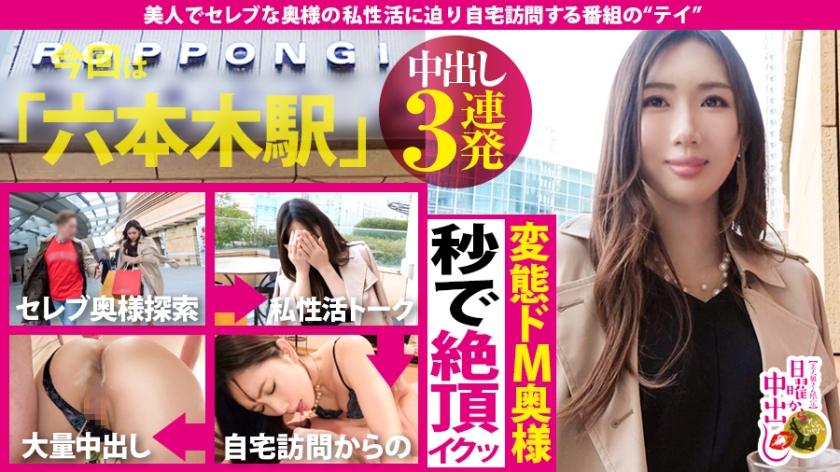 美人でセレブな奥様の私性活に迫り自宅訪問する番組の“テイ”
ROPPONGI
今回は
「六本木駅」
中出し
3連発
セレブ奥様探索
私性活トーク
大量中出し
自宅訪問からの
変態ドM奥様
秒で絶頂
イクッ
日曜から
中出し